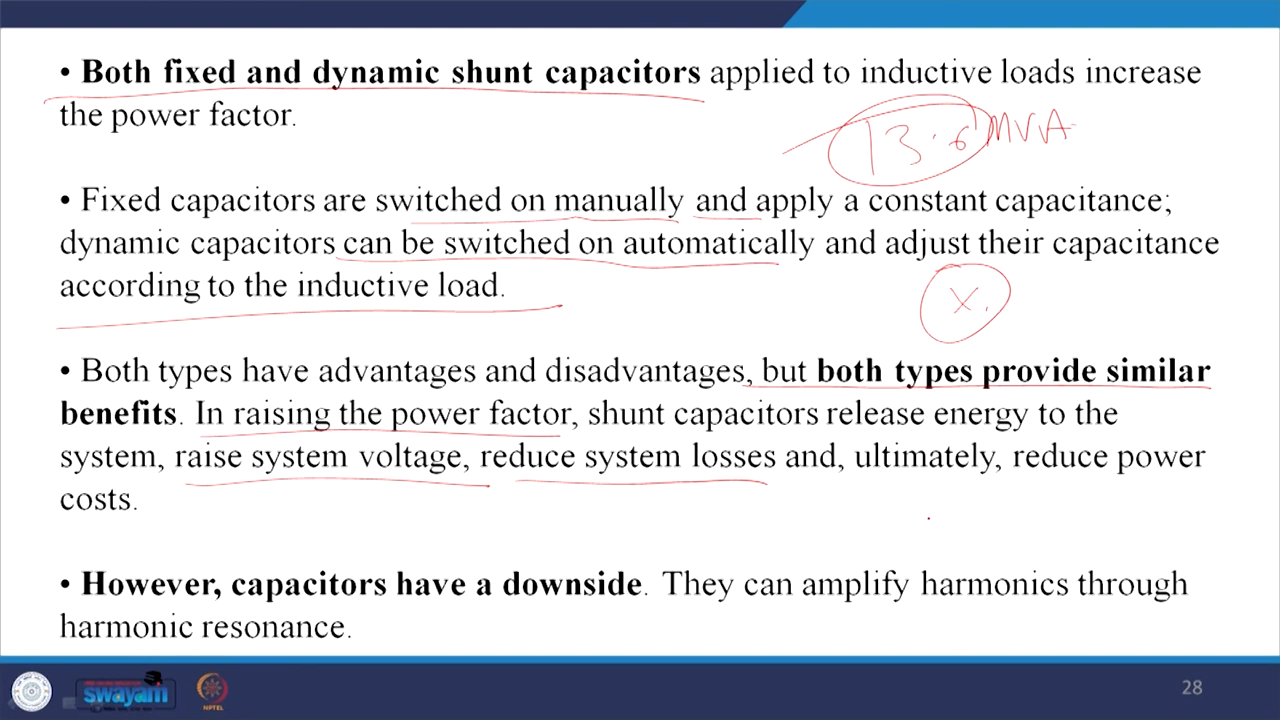 • Both fixed and dynamic shunt capacitors applied to inductive loads increase
the power factor.
13.6 MVA
• Fixed capacitors are switched on manually and apply a constant capacitance;
dynamic capacitors can be switched on automatically and adjust their capacitance
according to the inductive load.
X.
• Both types have advantages and disadvantages, but both types provide similar
benefits. In raising the power factor, shunt capacitors release energy to the
system, raise system voltage, reduce system losses and, ultimately, reduce power
costs.
• However, capacitors have a downside. They can amplify harmonics through
harmonic resonance.
swayam
NPTEL
28